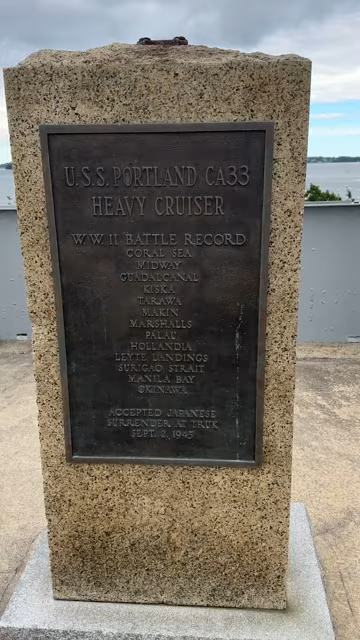 U.S.S. PORTLAND CA33
HEAVY CRUISER
W.W. II BATTLE RECORD
CORAL SEA
MIDWAY
GUADALCANAL
KISKA
TARAWA
MAKIN
MARSHALLS
PALAU
HOLLANDIA
LEYTE LANDINGS
SURIGAO STRAIT
MANILA BAY
OKINAWA
ACCEPTED JAPANESE
SURRENDER AT TRUK
SEPT. 2, 1945